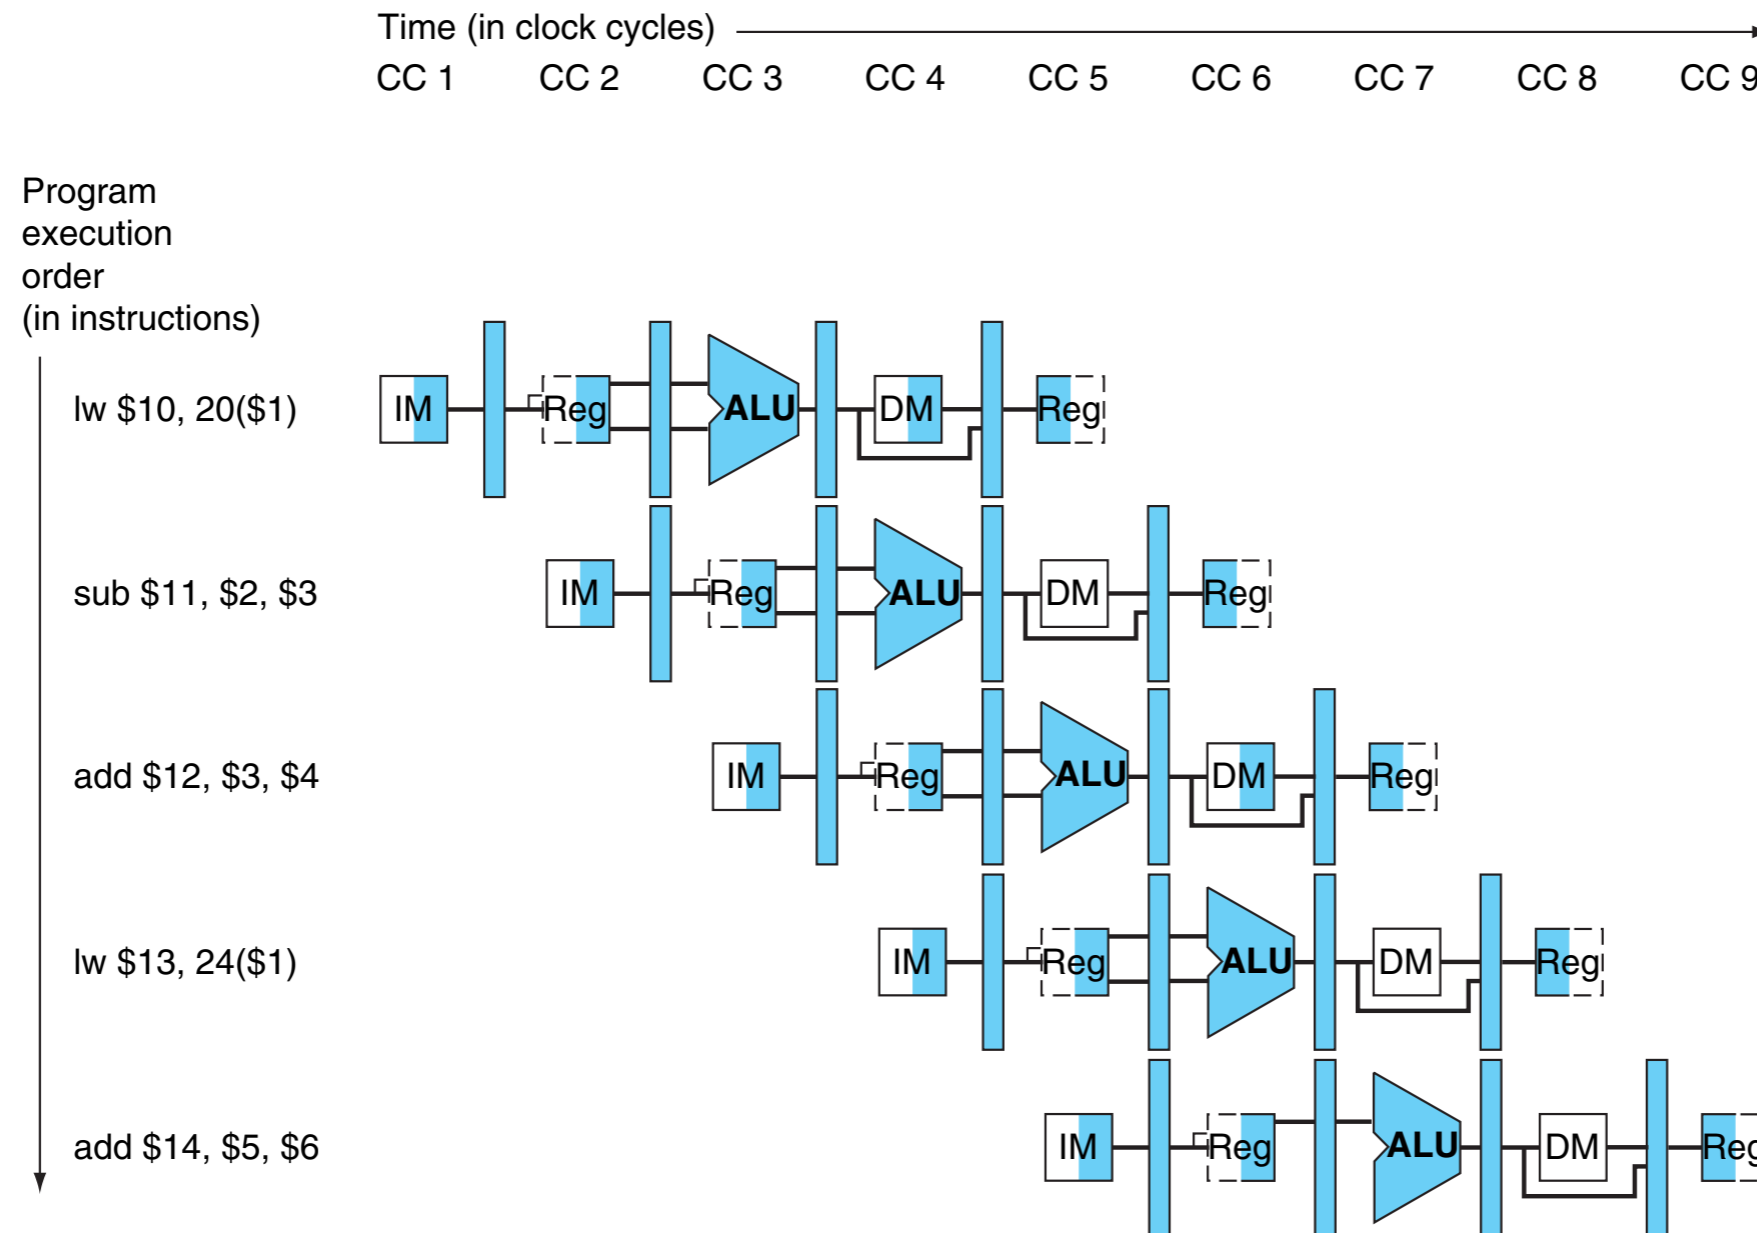 Time (in clock cycles)
CC 1 CC 2 CC 3 CC 4 CC 5 CC 6 CC 7 CC 8 CC 9
Program
execution
order
(in instructions)
lw $10, 20($1) IM Reg ALU DM Reg
sub $11, $2, $3 IM Reg ALU DM Reg
add $12, $3, $4 IM Reg ALU DM Reg
lw $13, 24($1) IM Reg ALU DM Reg
add $14, $5, $6 IM Reg ALU DM Reg